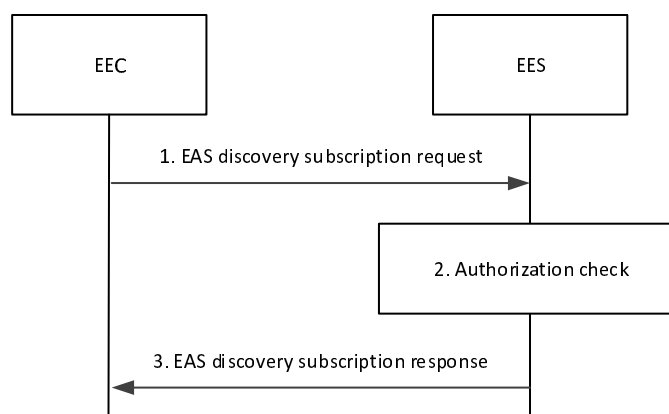 EEC
EES
1. EAS discovery subscription request
2. Authorization check
3. EAS discovery subscription response